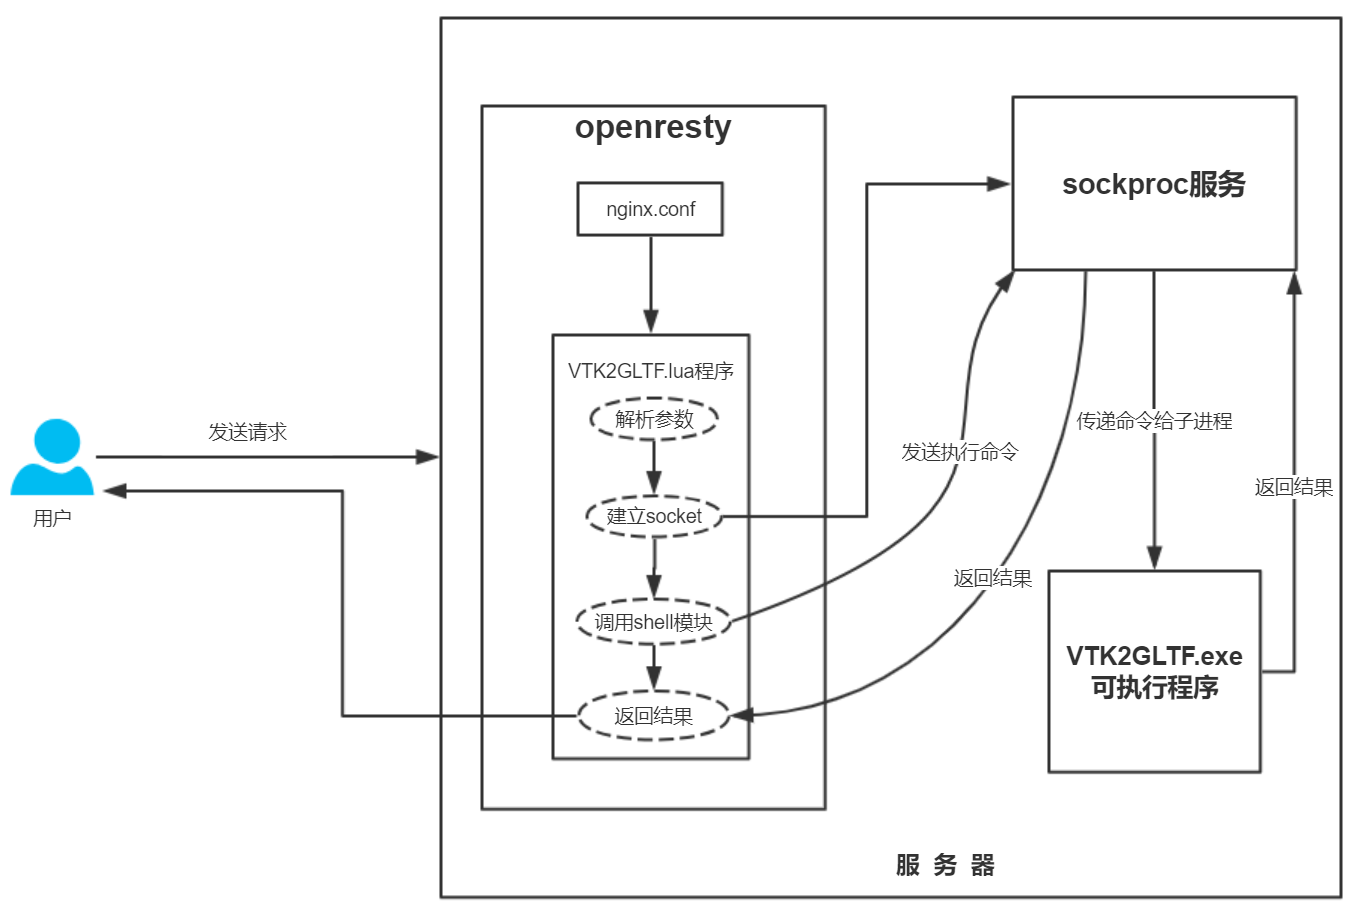 openresty
nginx.conf
VTK2GLTF.lua程序
解析参数
建立socket
调用shell模块
返回结果
sockproc服务
发送请求
用户
发送执行命令
传递命令给子进程
返回结果
返回结果
VTK2GLTF.exe
可执行程序
服 务 器